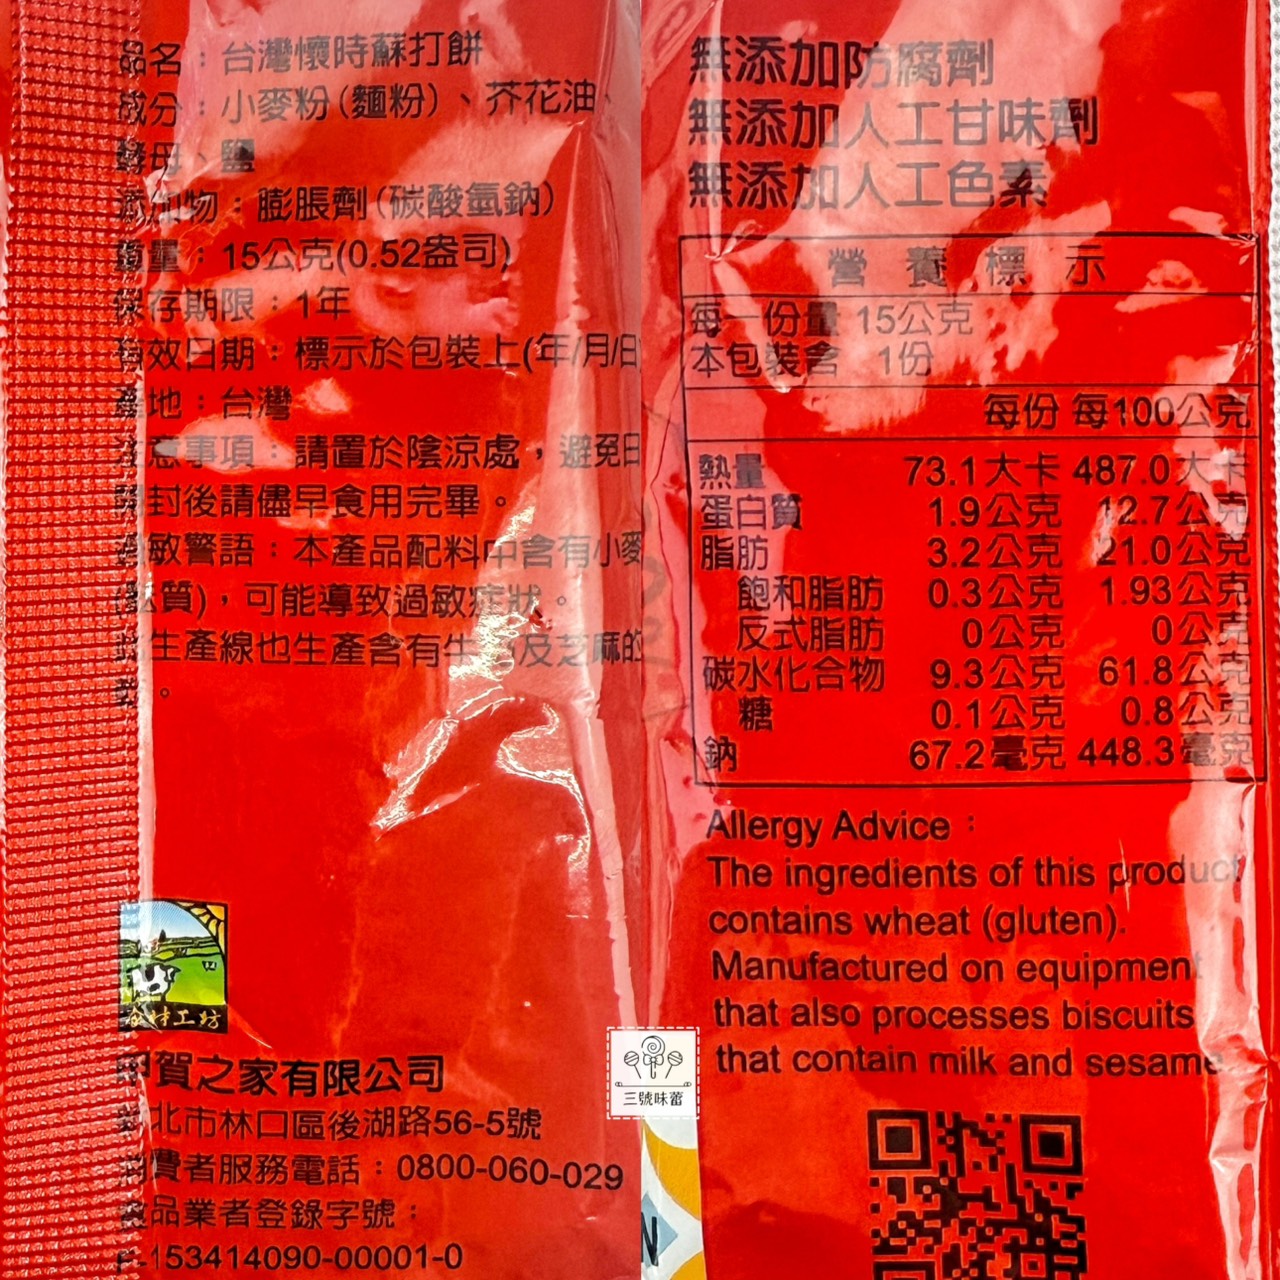 品名：台灣懷時蘇打餅
成分：小麥粉(麵粉)、芥花油、
酵母、鹽
添加物：膨脹劑(碳酸氫鈉)
重量：15公克(0.52盎司)
保存期限：1年
有效日期：標示於包裝上(年/月/日
產地：台灣
注意事項：請置於陰涼處，避免日
開封後請儘早食用完畢。
過敏警語：本產品配料中含有小麥
(麩質)，可能導致過敏症狀。
生產線也生產含有牛 及芝麻的
。
工坊
甲賀之家有限公司
新北市林口區後湖路56-5號
消費者服務電話：0800-060-029
食品業者登錄字號：
F-153414090-00001-0
無添加防腐劑
無添加人工甘味劑
無添加人工色素
營養標示
每一份量 15公克
本包裝含 1份
每份 每100公克
熱量 73.1大卡 487.0大卡
蛋白質 1.9公克 12.7公克
脂肪 3.2公克 21.0公克
飽和脂肪 0.3公克 1.93公克
反式脂肪 0公克 0公克
碳水化合物 9.3公克 61.8公克
糖 0.1公克 0.8公克
鈉 67.2毫克 448.3毫克
Allergy Advice：
The ingredients of this product
contains wheat (gluten).
Manufactured on equipment
that also processes biscuits
that contain milk and sesame
三號味蕾
N